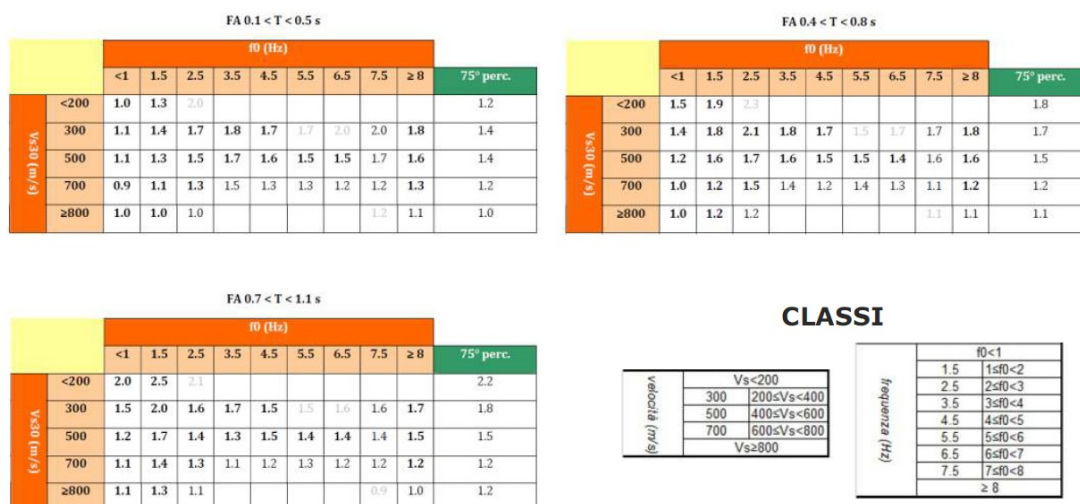 FA 0.1 < T < 0.5 s
f0 (Hz)
<1 1.5 2.5 3.5 4.5 5.5 6.5 7.5 ≥ 8 75° perc.
Vs30 (m/s)
<200 1.0 1.3 2.0 1.2
300 1.1 1.4 1.7 1.8 1.7 1.7 2.0 2.0 1.8 1.4
500 1.1 1.3 1.5 1.7 1.6 1.5 1.5 1.7 1.6 1.4
700 0.9 1.1 1.3 1.5 1.3 1.3 1.2 1.2 1.3 1.2
≥800 1.0 1.0 1.0 1.2 1.1 1.0
FA 0.4 < T < 0.8 s
f0 (Hz)
<1 1.5 2.5 3.5 4.5 5.5 6.5 7.5 ≥ 8 75° perc.
Vs30 (m/s)
<200 1.5 1.9 2.3 1.8
300 1.4 1.8 2.1 1.8 1.7 1.5 1.7 1.7 1.8 1.7
500 1.2 1.6 1.7 1.6 1.5 1.5 1.4 1.6 1.6 1.5
700 1.0 1.2 1.5 1.4 1.2 1.4 1.3 1.1 1.2 1.2
≥800 1.0 1.2 1.2 1.1 1.1 1.1
FA 0.7 < T < 1.1 s
f0 (Hz)
<1 1.5 2.5 3.5 4.5 5.5 6.5 7.5 ≥ 8 75° perc.
Vs30 (m/s)
<200 2.0 2.5 2.1 2.2
300 1.5 2.0 1.6 1.7 1.5 1.5 1.6 1.6 1.7 1.8
500 1.2 1.7 1.4 1.3 1.5 1.4 1.4 1.4 1.5 1.5
700 1.1 1.4 1.3 1.1 1.2 1.3 1.2 1.2 1.2 1.2
≥800 1.1 1.3 1.1 0.9 1.0 1.2
CLASSI
velocità (m/s)
Vs<200
300 200≤Vs<400
500 400≤Vs<600
700 600≤Vs<800
Vs≥800
frequenza (Hz)
f0<1
1.5 1≤f0<2
2.5 2≤f0<3
3.5 3≤f0<4
4.5 4≤f0<5
5.5 5≤f0<6
6.5 6≤f0<7
7.5 7≤f0<8
≥ 8